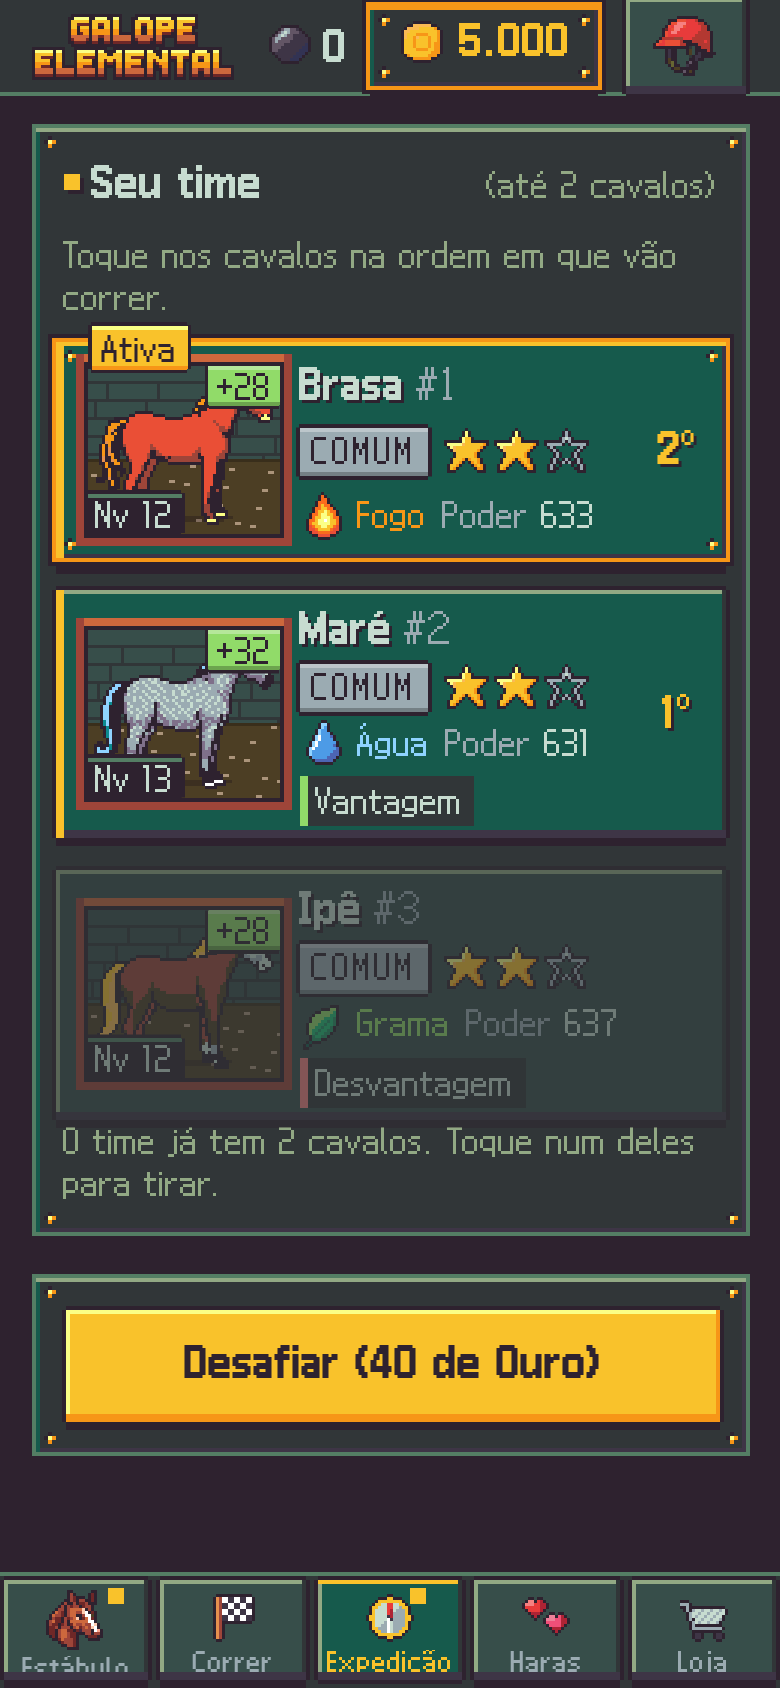 GALOPE
ELEMENTAL
0
5.000
Seu time
(até 2 cavalos)
Toque nos cavalos na ordem em que vão
correr.
Ativa
+28
Brasa #1
COMUM
2º
Nv 12
Fogo Poder 633
+32
Maré #2
COMUM
1º
Água Poder 631
Nv 13
Vantagem
+28
Ipê #3
COMUM
Grama Poder 637
Nv 12
Desvantagem
O time já tem 2 cavalos. Toque num deles
para tirar.
Desafiar (40 de Ouro)
Estábulo
Correr
Expedição
Haras
Loja